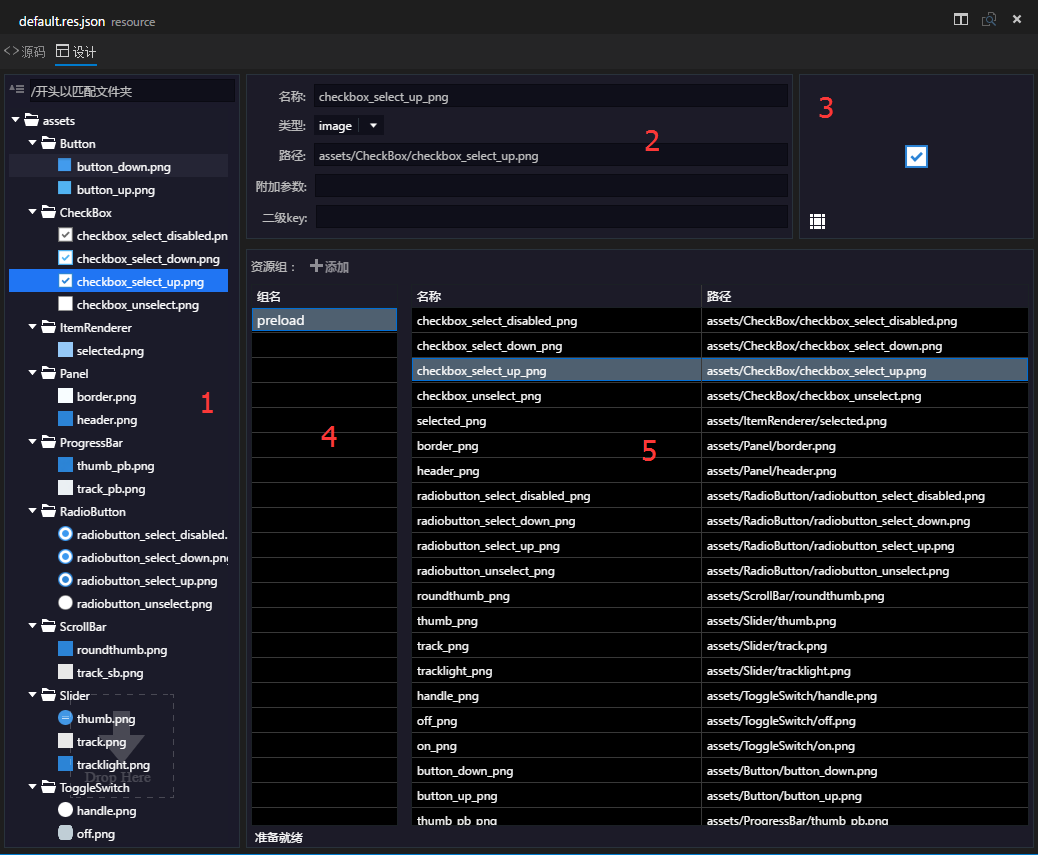 default.res.json resource
<>源码 设计
/开头以匹配文件夹
assets
Button
button_down.png
button_up.png
CheckBox
checkbox_select_disabled.pn
checkbox_select_down.png
checkbox_select_up.png
checkbox_unselect.png
ItemRenderer
selected.png
Panel
border.png
header.png
1
ProgressBar
thumb_pb.png
track_pb.png
RadioButton
radiobutton_select_disabled.
radiobutton_select_down.png
radiobutton_select_up.png
radiobutton_unselect.png
ScrollBar
roundthumb.png
track_sb.png
Slider
thumb.png
track.png
tracklight.png
Drop Here
ToggleSwitch
handle.png
off.png
名称: checkbox_select_up_png
类型: image
2
路径: assets/CheckBox/checkbox_select_up.png
附加参数:
二级key:
3
资源组： 添加
组名 名称 路径
preload
4
5
checkbox_select_disabled_png assets/CheckBox/checkbox_select_disabled.png
checkbox_select_down_png assets/CheckBox/checkbox_select_down.png
checkbox_select_up_png assets/CheckBox/checkbox_select_up.png
checkbox_unselect_png assets/CheckBox/checkbox_unselect.png
selected_png assets/ItemRenderer/selected.png
border_png assets/Panel/border.png
header_png assets/Panel/header.png
radiobutton_select_disabled_png assets/RadioButton/radiobutton_select_disabled.png
radiobutton_select_down_png assets/RadioButton/radiobutton_select_down.png
radiobutton_select_up_png assets/RadioButton/radiobutton_select_up.png
radiobutton_unselect_png assets/RadioButton/radiobutton_unselect.png
roundthumb_png assets/ScrollBar/roundthumb.png
thumb_png assets/Slider/thumb.png
track_png assets/Slider/track.png
tracklight_png assets/Slider/tracklight.png
handle_png assets/ToggleSwitch/handle.png
off_png assets/ToggleSwitch/off.png
on_png assets/ToggleSwitch/on.png
button_down_png assets/Button/button_down.png
button_up_png assets/Button/button_up.png
thumb_pb_png assets/ProgressBar/thumb_pb.png
准备就绪